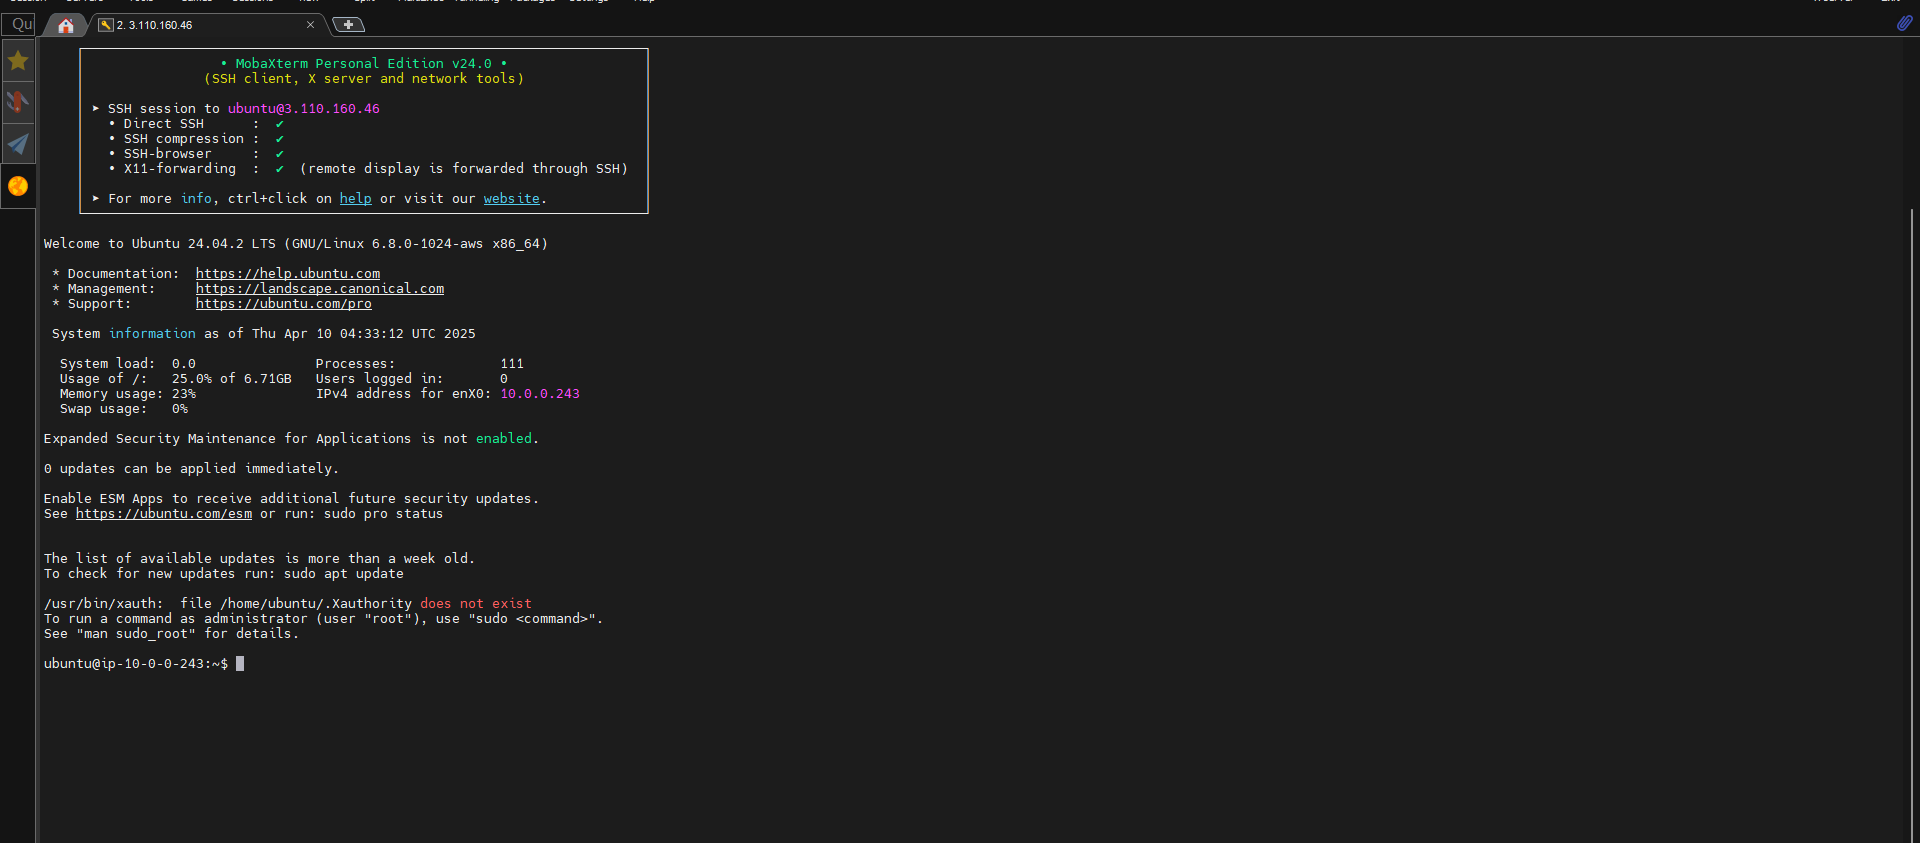 Qu
2. 3.110.160.46
• MobaXterm Personal Edition v24.0 •
(SSH client, X server and network tools)
➤ SSH session to ubuntu@3.110.160.46
• Direct SSH : ✔
• SSH compression : ✔
• SSH-browser : ✔
• X11-forwarding : ✔ (remote display is forwarded through SSH)
➤ For more info, ctrl+click on help or visit our website.
Welcome to Ubuntu 24.04.2 LTS (GNU/Linux 6.8.0-1024-aws x86_64)
* Documentation: https://help.ubuntu.com
* Management: https://landscape.canonical.com
* Support: https://ubuntu.com/pro
System information as of Thu Apr 10 04:33:12 UTC 2025
System load: 0.0 Processes: 111
Usage of /: 25.0% of 6.71GB Users logged in: 0
Memory usage: 23% IPv4 address for enX0: 10.0.0.243
Swap usage: 0%
Expanded Security Maintenance for Applications is not enabled.
0 updates can be applied immediately.
Enable ESM Apps to receive additional future security updates.
See https://ubuntu.com/esm or run: sudo pro status
The list of available updates is more than a week old.
To check for new updates run: sudo apt update
/usr/bin/xauth: file /home/ubuntu/.Xauthority does not exist
To run a command as administrator (user "root"), use "sudo <command>".
See "man sudo_root" for details.
ubuntu@ip-10-0-0-243:~$